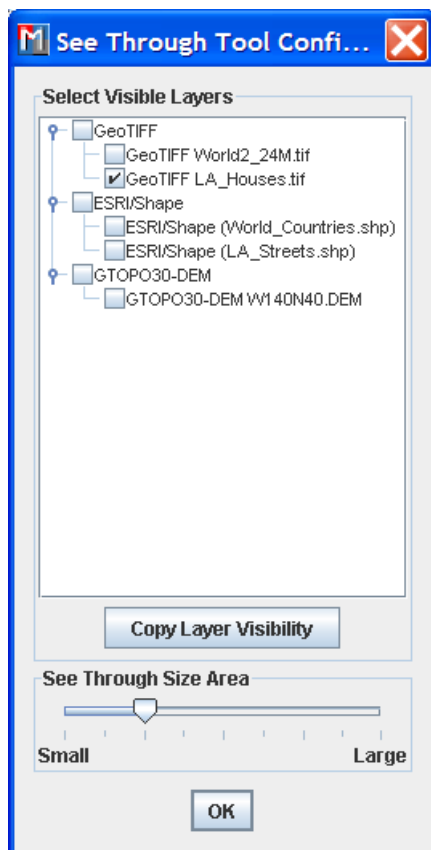 See Through Tool Confi...
Select Visible Layers
GeoTIFF
GeoTIFF World2_24M.tif
GeoTIFF LA_Houses.tif
ESRI/Shape
ESRI/Shape (World_Countries.shp)
ESRI/Shape (LA_Streets.shp)
GTOPO30-DEM
GTOPO30-DEM W140N40.DEM
Copy Layer Visibility
See Through Size Area
Small Large
OK